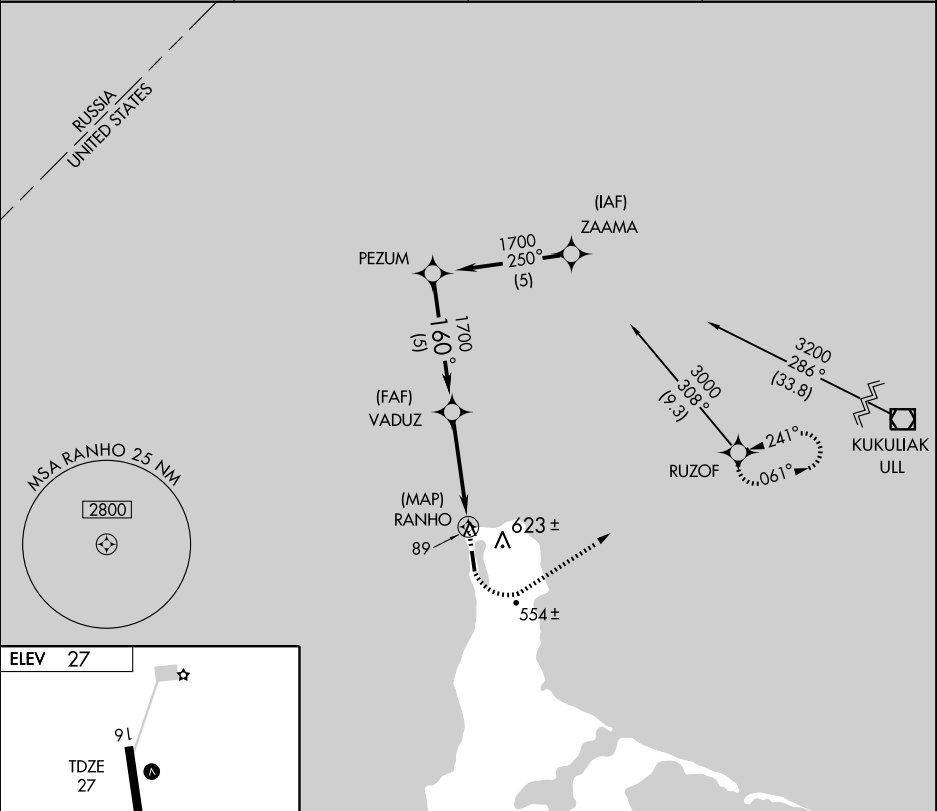 RUSSIA
UNITED STATES
(IAF)
ZAAMA
1700
250°
(5)
PEZUM
1700
160°
(5)
(FAF)
VADUZ
3200
286°
(33.8)
3000
308°
(9.3)
KUKULIAK
ULL
241°
061°
RUZOF
MSA RANHO 25 NM
2800
(MAP)
RANHO
89
623±
554±
ELEV 27
16
TDZE
27